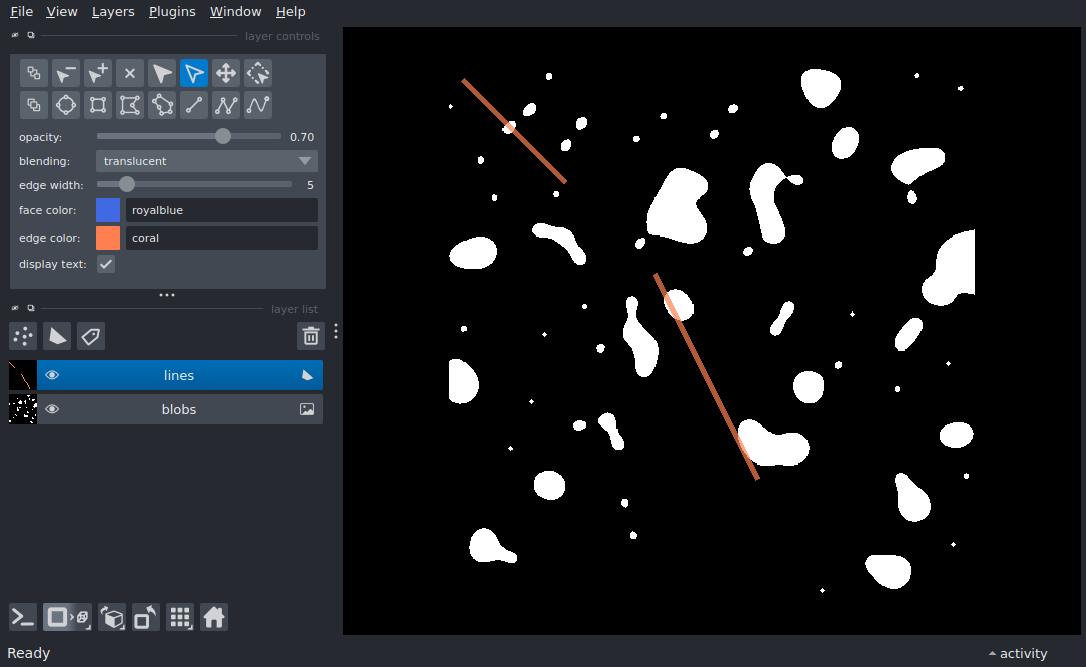 File View Layers Plugins Window Help
layer controls
opacity: 0.70
blending: translucent
edge width: 5
face color: royalblue
edge color: coral
display text:
layer list
lines
blobs
Ready
activity